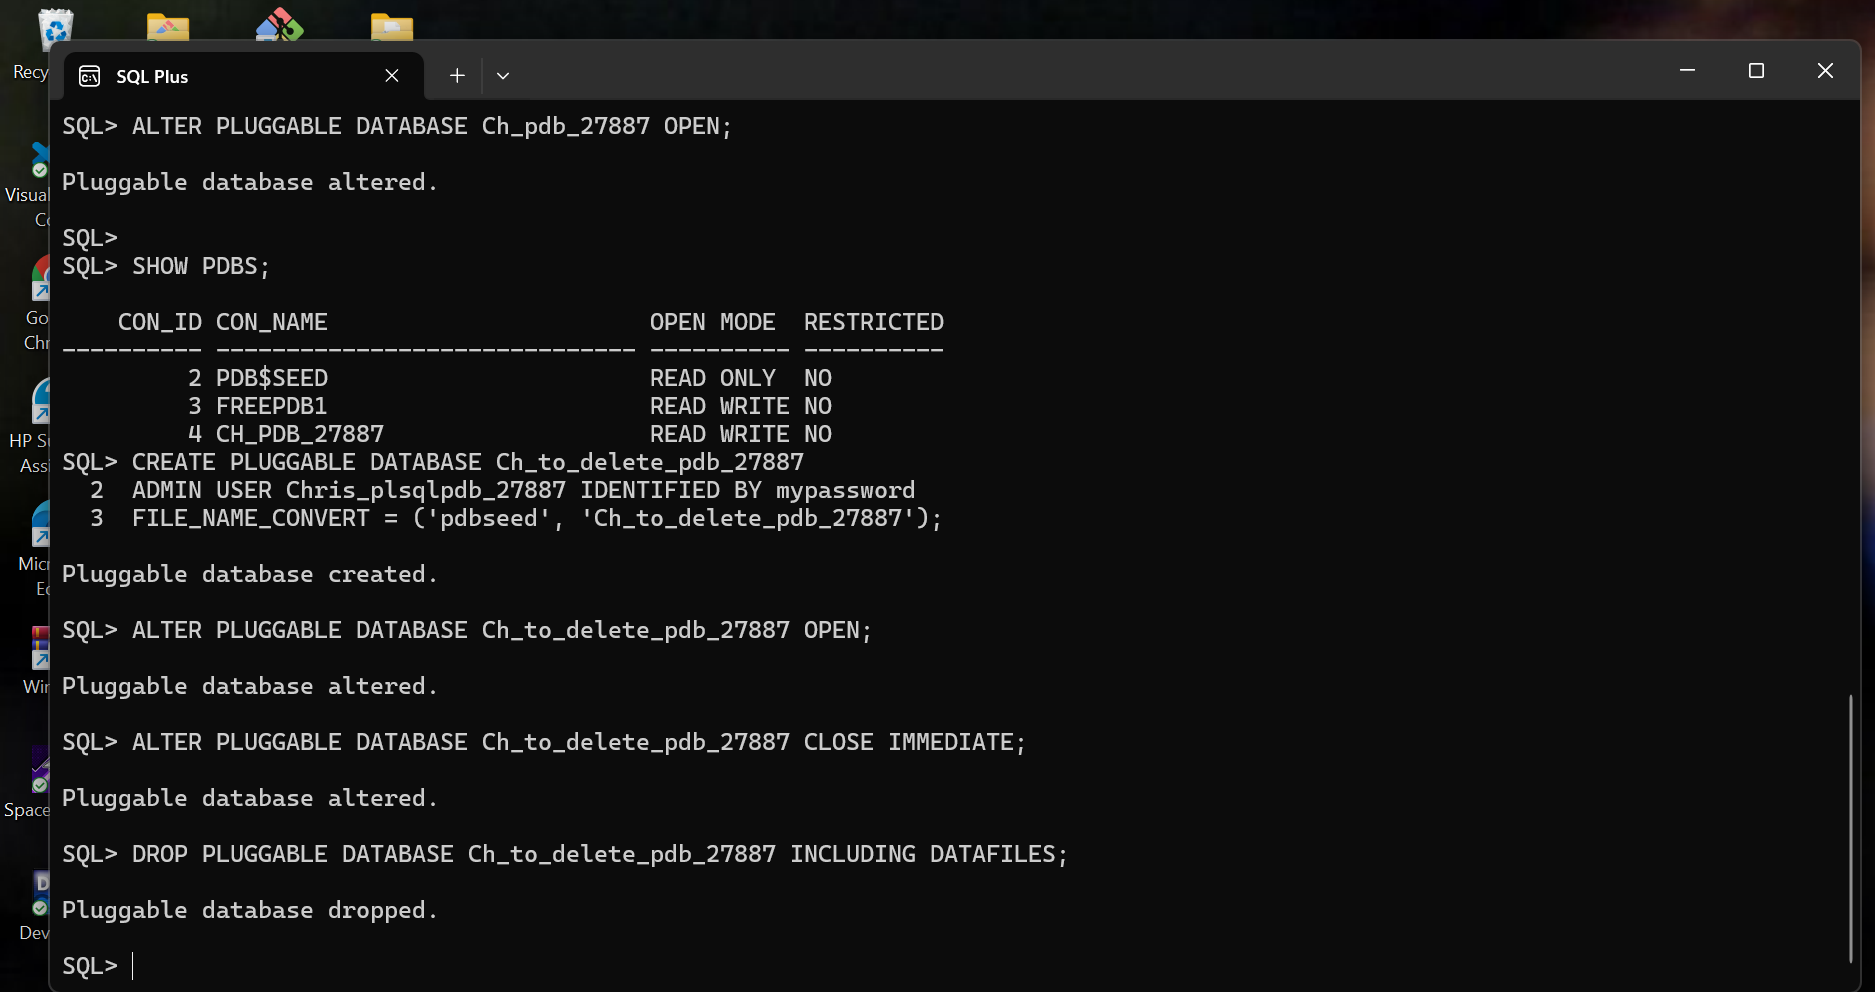 Recy
SQL Plus
Visual
Co
Go
Chr
HP Su
Assi
Micr
Ed
Win
Space
Dev
SQL> ALTER PLUGGABLE DATABASE Ch_pdb_27887 OPEN;
Pluggable database altered.
SQL>
SQL> SHOW PDBS;
CON_ID CON_NAME OPEN MODE RESTRICTED
---------- ------------------------------ ---------- ----------
2 PDB$SEED READ ONLY NO
3 FREEPDB1 READ WRITE NO
4 CH_PDB_27887 READ WRITE NO
SQL> CREATE PLUGGABLE DATABASE Ch_to_delete_pdb_27887
2 ADMIN USER Chris_plsqlpdb_27887 IDENTIFIED BY mypassword
3 FILE_NAME_CONVERT = ('pdbseed', 'Ch_to_delete_pdb_27887');
Pluggable database created.
SQL> ALTER PLUGGABLE DATABASE Ch_to_delete_pdb_27887 OPEN;
Pluggable database altered.
SQL> ALTER PLUGGABLE DATABASE Ch_to_delete_pdb_27887 CLOSE IMMEDIATE;
Pluggable database altered.
SQL> DROP PLUGGABLE DATABASE Ch_to_delete_pdb_27887 INCLUDING DATAFILES;
Pluggable database dropped.
SQL>